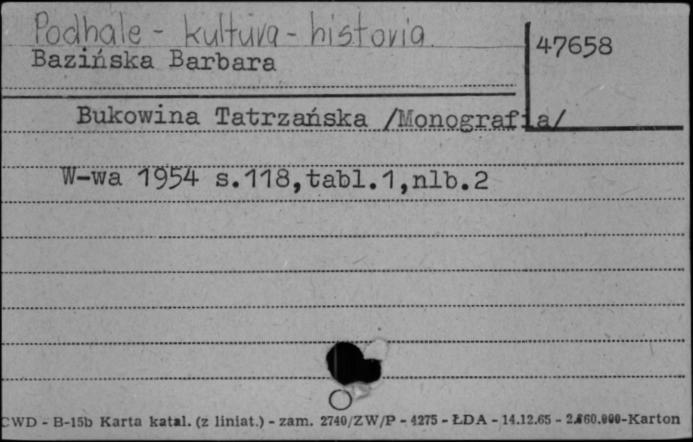 Podhale - kultura - historia
47658
Bazińska Barbara
Bukowina Tatrzańska /Monografia/
W-wa 1954 s.118,tabl.1,nlb.2
CWD - B-15b Karta katal. (z liniat.) - zam. 2740/ZW/P - 4275 - ŁDA - 14.12.65 - -Karton